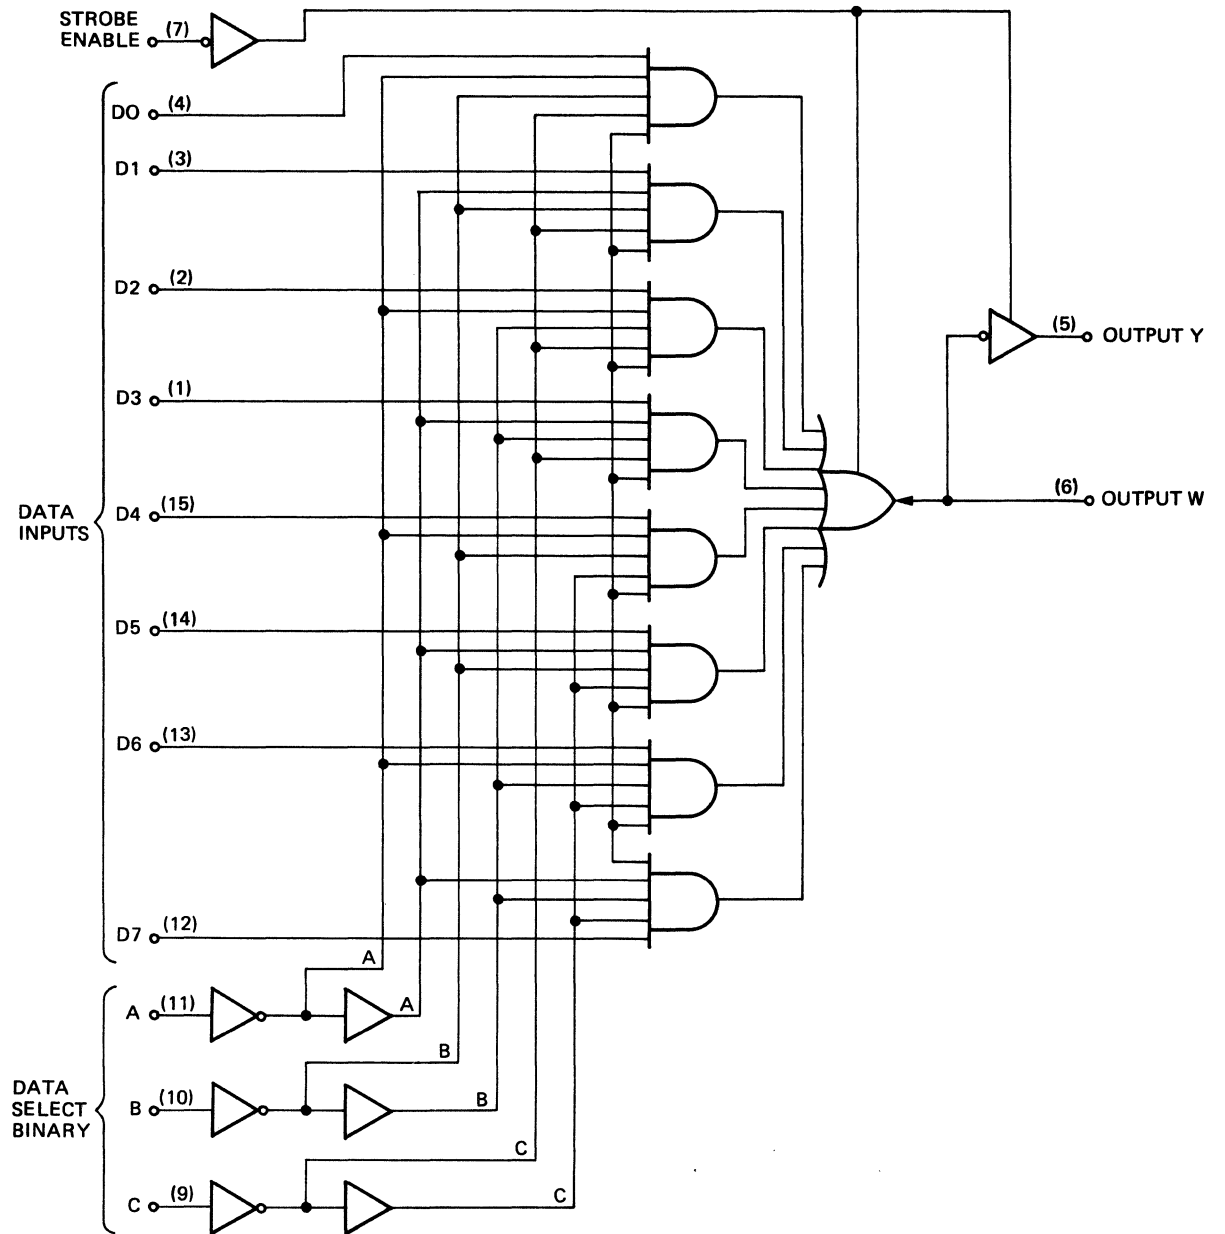 STROBE
ENABLE (7)
D0 (4)
D1 (3)
D2 (2)
D3 (1)
DATA
INPUTS
D4 (15)
D5 (14)
D6 (13)
D7 (12)
(5) OUTPUT Y
(6) OUTPUT W
A
A (11) A
B
DATA
SELECT
BINARY
B (10) B
C
C (9) C